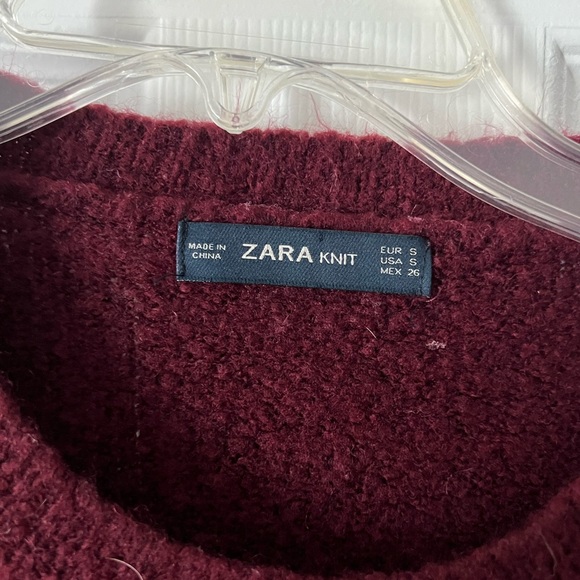 MADE IN
CHINA
ZARA KNIT
EUR S
USA S
MEX 26